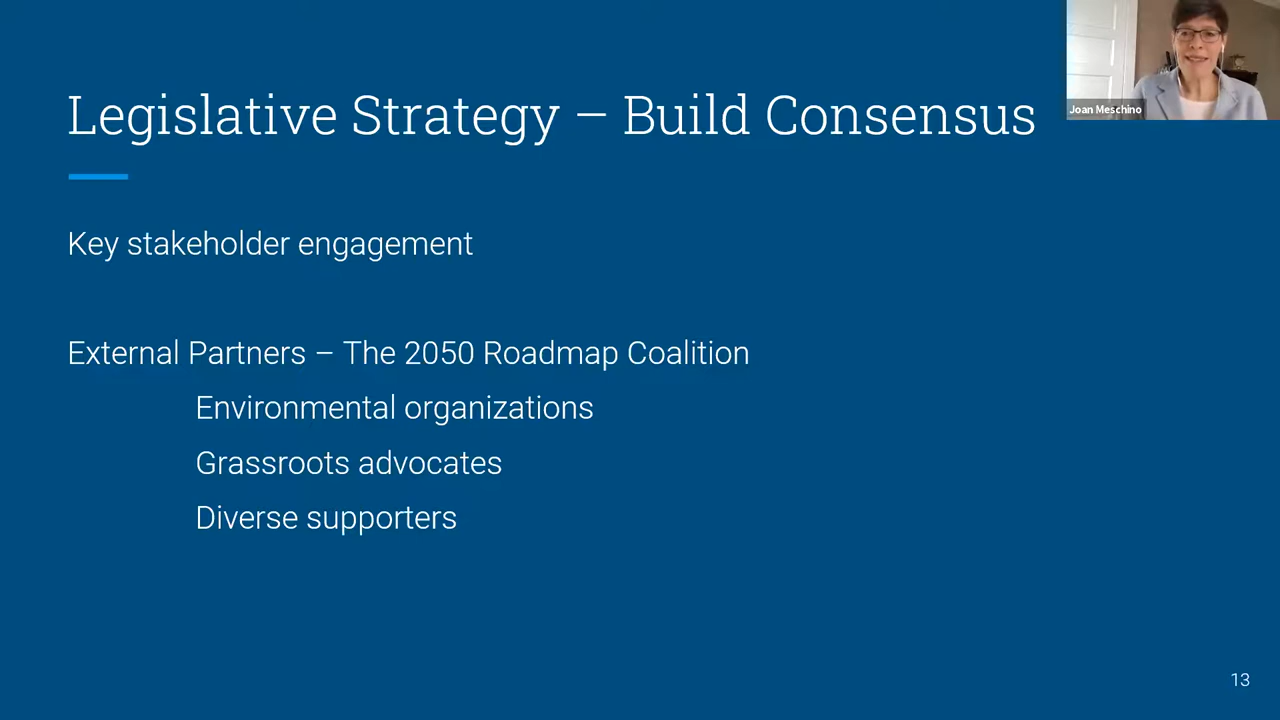 Joan Meschino
Legislative Strategy – Build Consensus
Key stakeholder engagement
External Partners – The 2050 Roadmap Coalition
Environmental organizations
Grassroots advocates
Diverse supporters
13